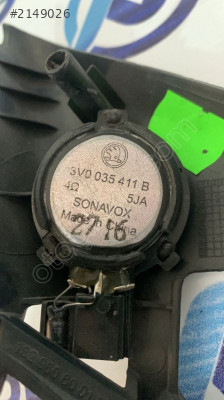 #2149026
3V0 035 411 B
4Ω 5JA
SONAVOX
Made in China
2716